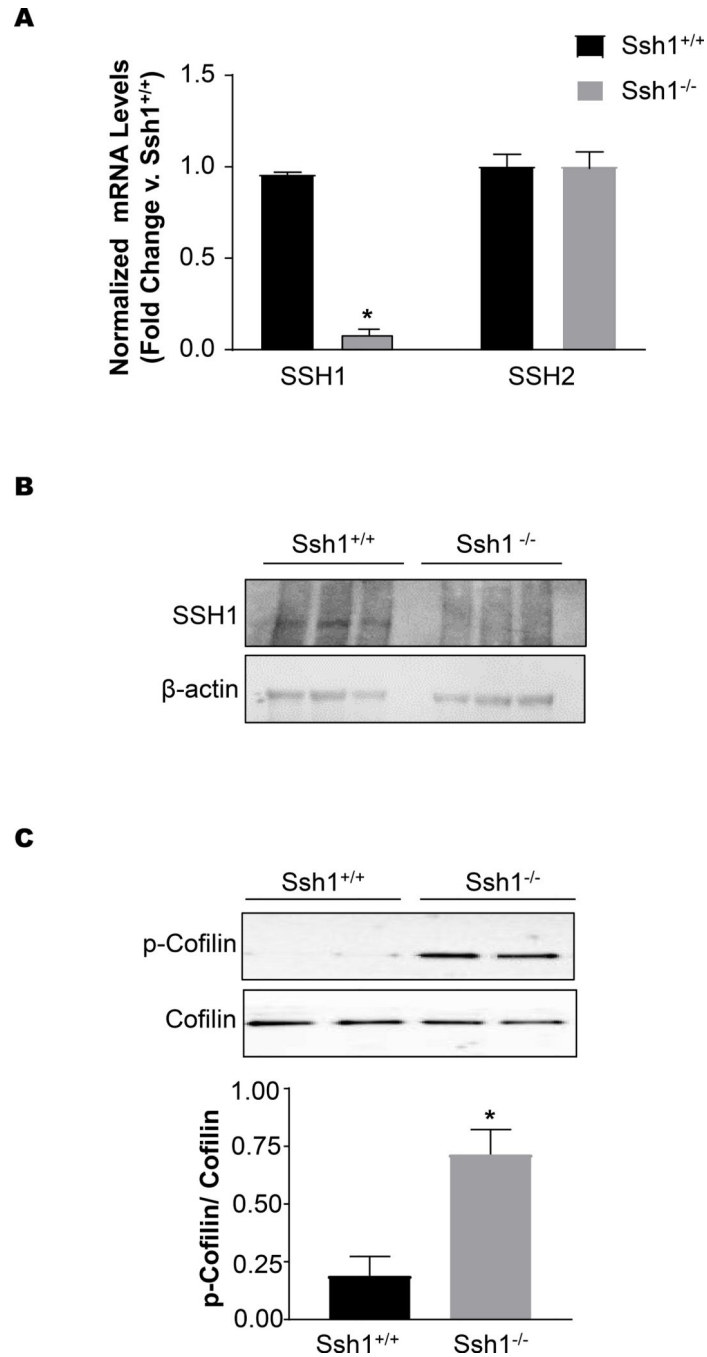 A
Ssh1+/+
Ssh1-/-
Normalized mRNA Levels
(Fold Change v. Ssh1+/+)
1.5
1.0
0.5
0.0
*
SSH1
SSH2
B
Ssh1+/+
Ssh1 -/-
SSH1
β-actin
C
Ssh1+/+
Ssh1-/-
p-Cofilin
Cofilin
p-Cofilin/ Cofilin
1.00
0.75
0.50
0.25
0.00
*
Ssh1+/+
Ssh1-/-